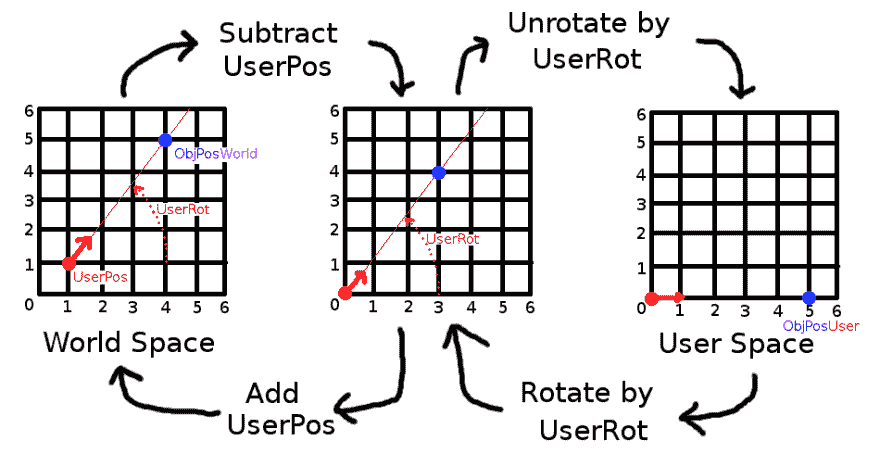 Subtract
UserPos
Unrotate by
UserRot
6
5
4
3
2
1
0
1 2 3 4 5 6
ObjPosWorld
UserRot
UserPos
World Space
6
5
4
3
2
1
0
1 2 3 4 5 6
UserRot
6
5
4
3
2
1
0
1 2 3 4 5 6
ObjPosUser
User Space
Add
UserPos
Rotate by
UserRot